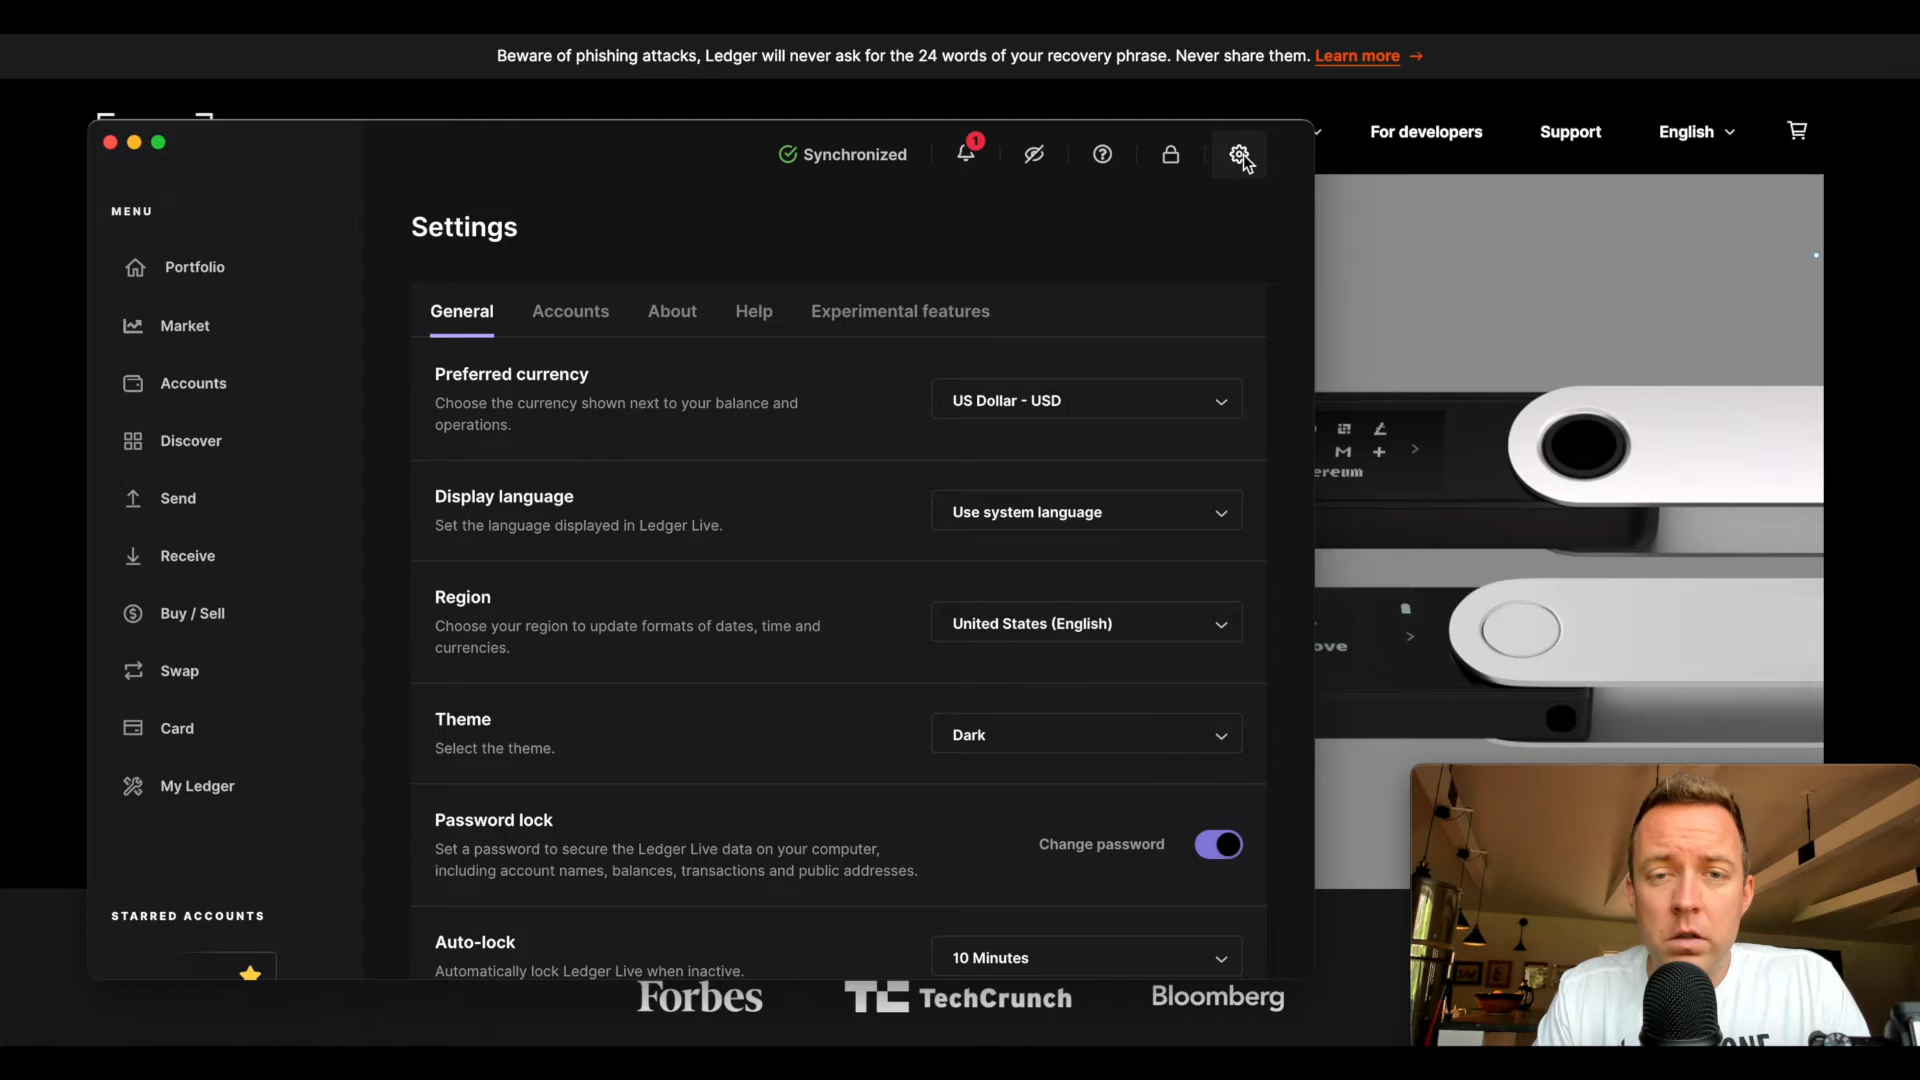 Beware of phishing attacks, Ledger will never ask for the 24 words of your recovery phrase. Never share them. Learn more →
For developers
Support
English
Synchronized
1
MENU
Portfolio
Market
Accounts
Discover
Send
Receive
Buy / Sell
Swap
Card
My Ledger
STARRED ACCOUNTS
Settings
General
Accounts
About
Help
Experimental features
Preferred currency
Choose the currency shown next to your balance and
operations.
US Dollar - USD
Display language
Set the language displayed in Ledger Live.
Use system language
Region
Choose your region to update formats of dates, time and
currencies.
United States (English)
Theme
Select the theme.
Dark
Password lock
Set a password to secure the Ledger Live data on your computer,
including account names, balances, transactions and public addresses.
Change password
Auto-lock
Automatically lock Ledger Live when inactive.
10 Minutes
ereum
ove
Forbes
TechCrunch
Bloomberg